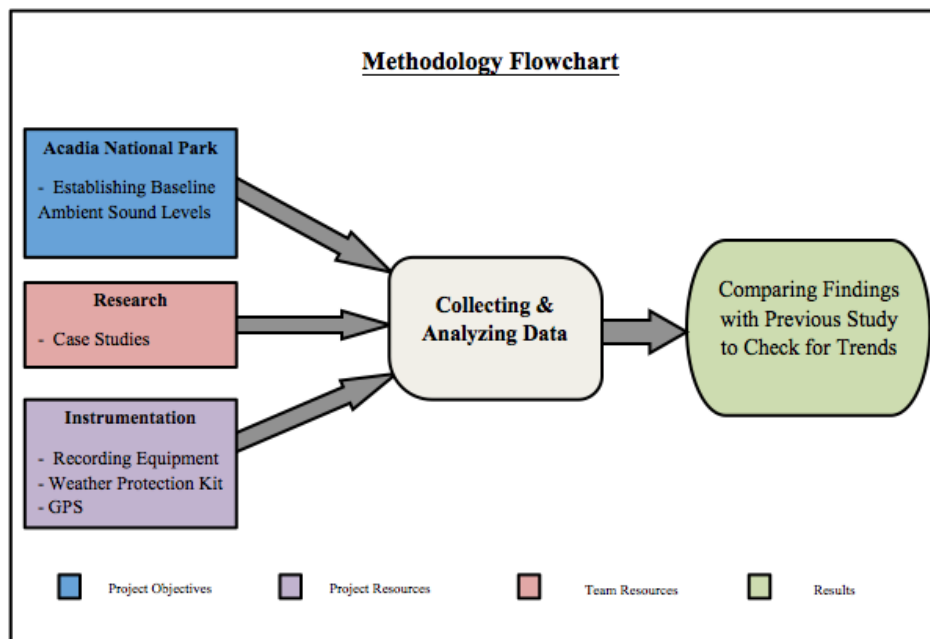 Methodology Flowchart
Acadia National Park
- Establishing Baseline
Ambient Sound Levels
Research
- Case Studies
Instrumentation
- Recording Equipment
- Weather Protection Kit
- GPS
Collecting &
Analyzing Data
Comparing Findings
with Previous Study
to Check for Trends
Project Objectives
Project Resources
Team Resources
Results